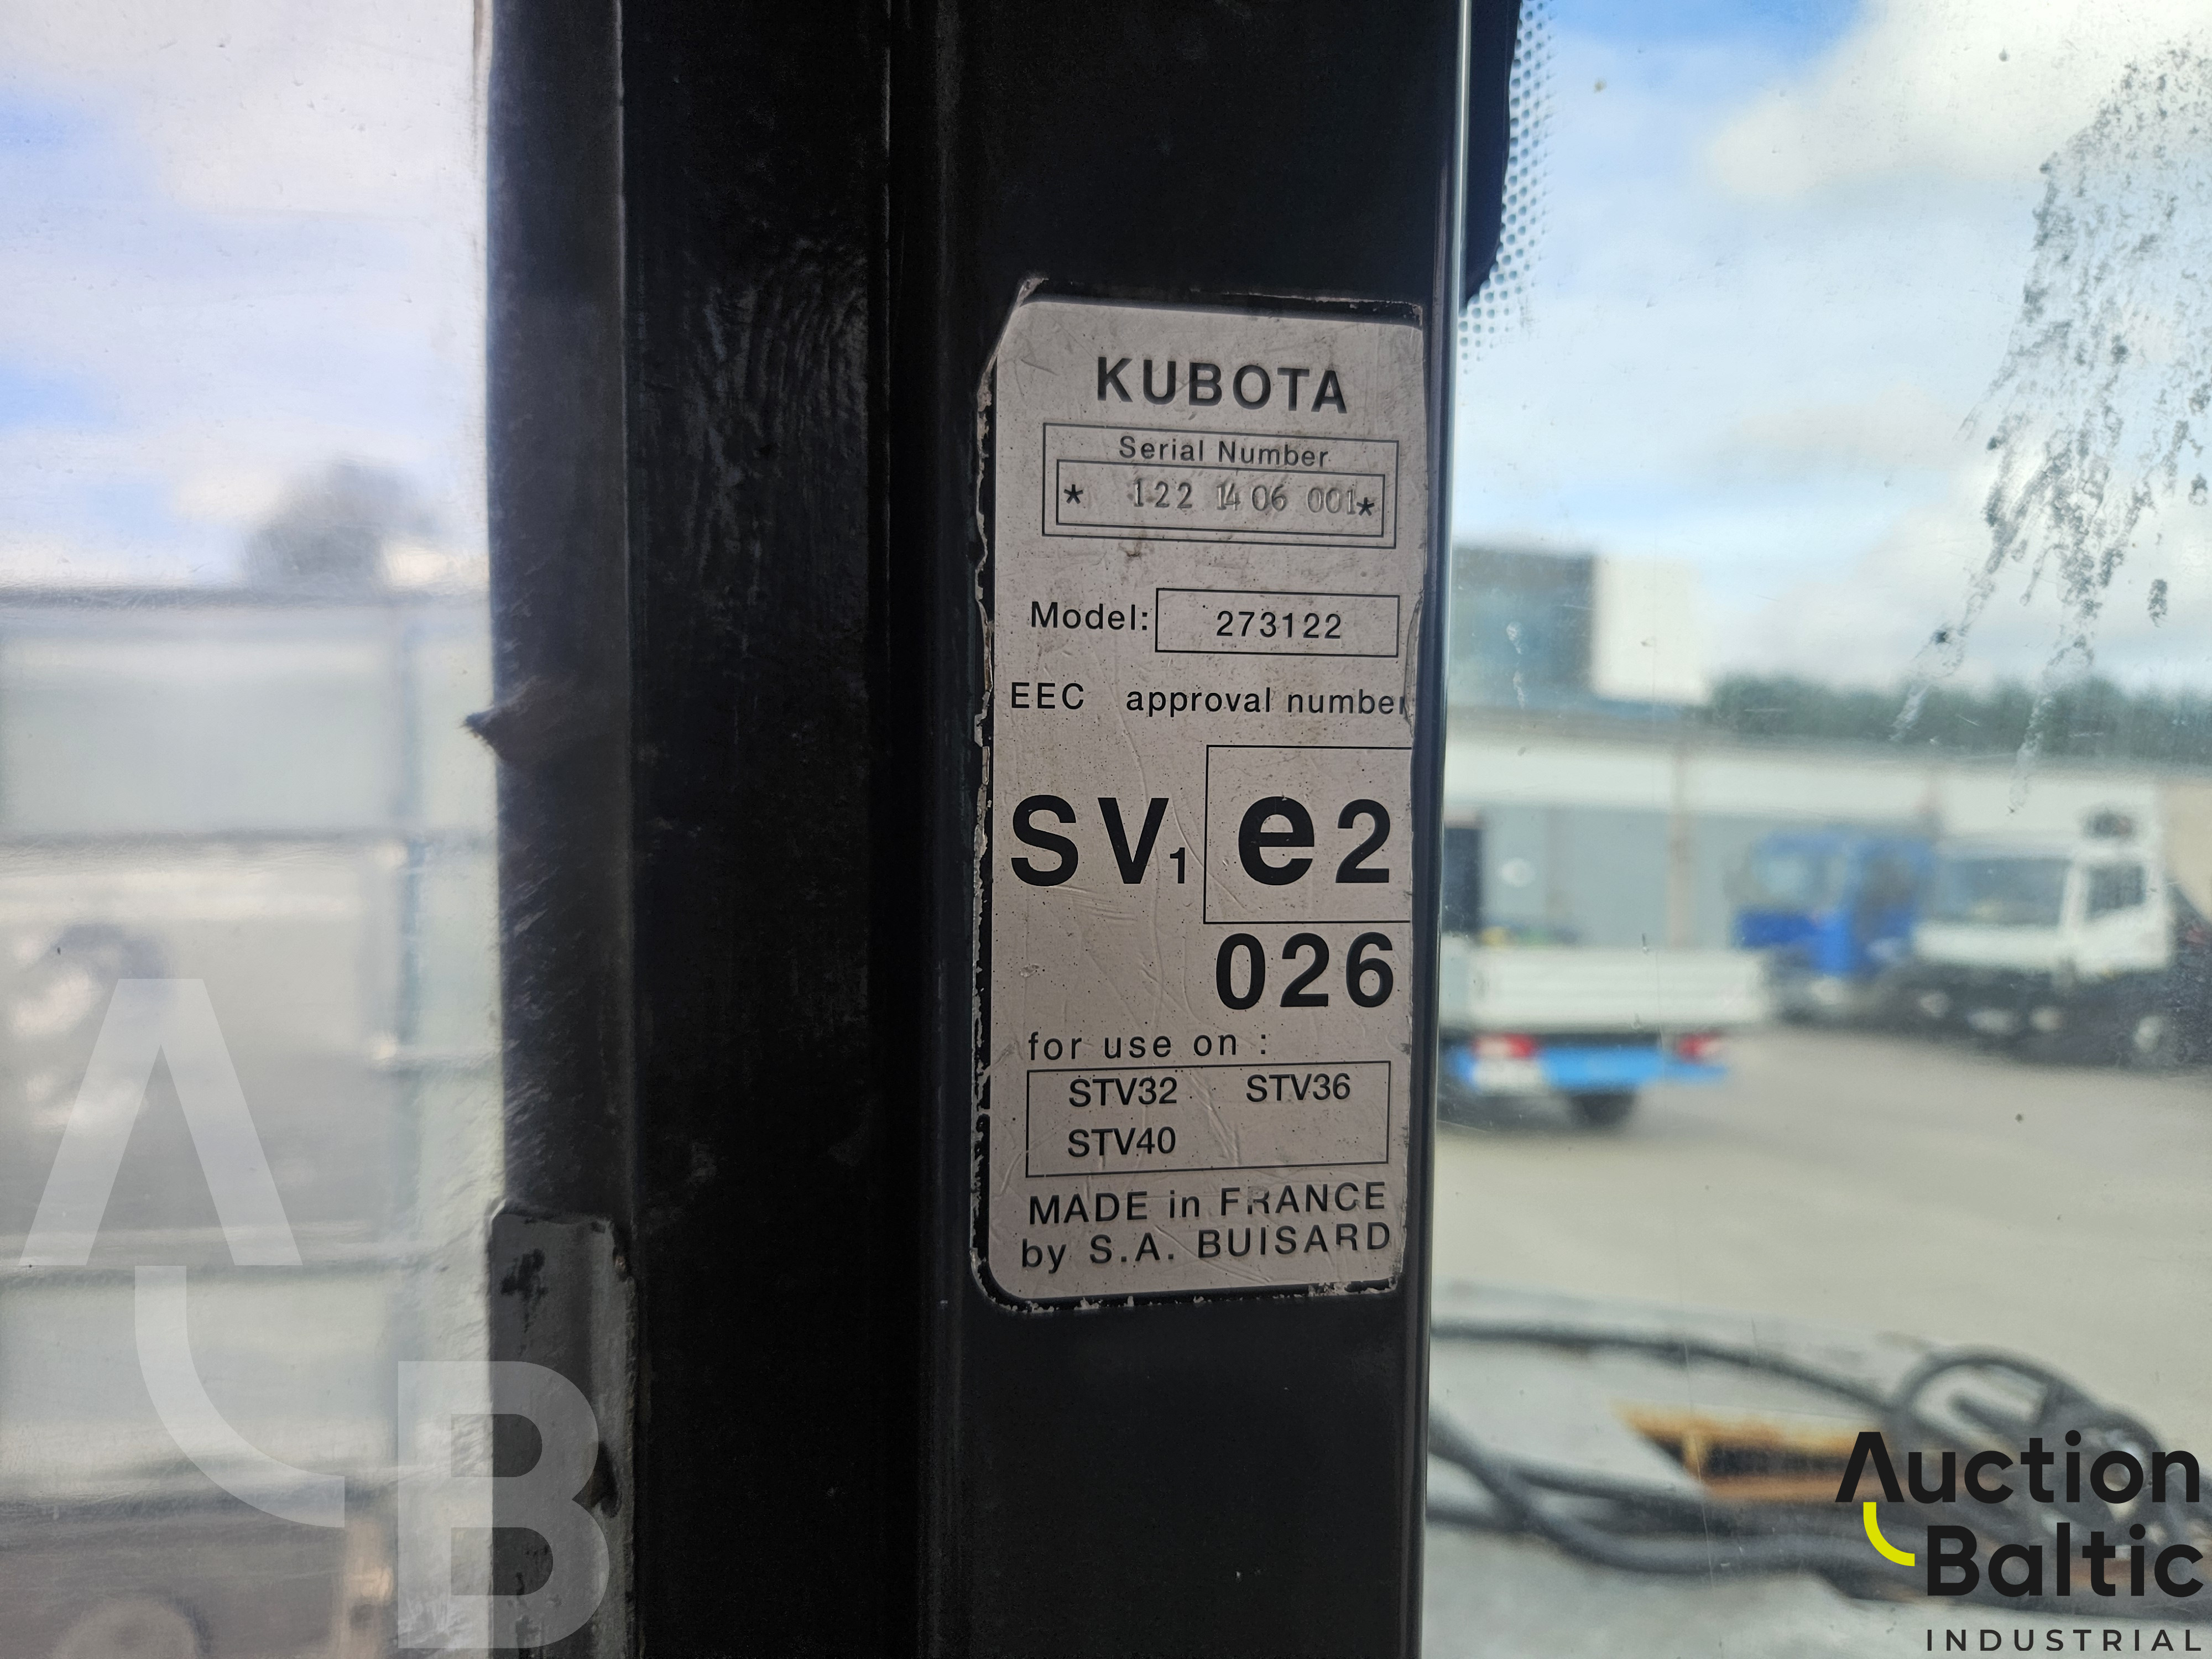 KUBOTA
Serial Number
* 122 14 06 001*
Model: 273122
EEC approval number
SV1 e2
026
for use on :
STV32 STV36
STV40
MADE in FRANCE
by S.A. BUISARD
AB
Auction
Baltic
INDUSTRIAL